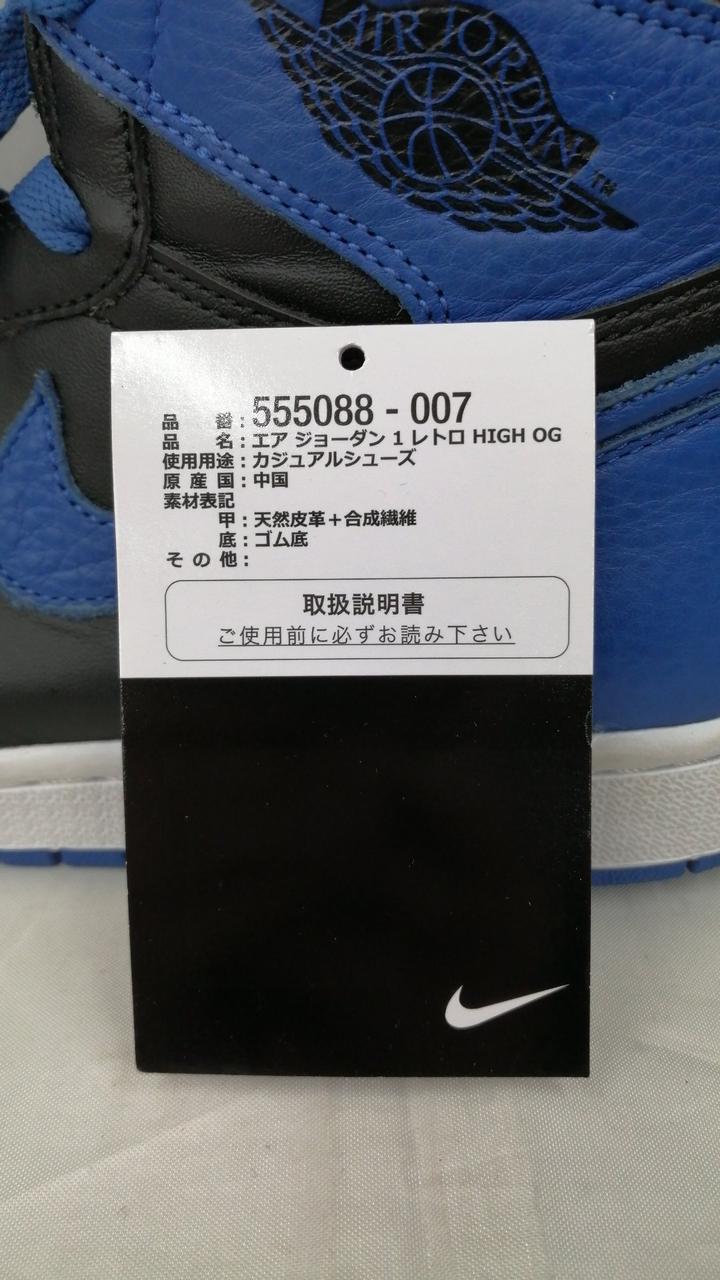 AIR JORDAN
TM
品 番：555088 - 007
品 名：エア ジョーダン 1 レトロ HIGH OG
使用用途：カジュアルシューズ
原 産 国：中国
素材表記
甲：天然皮革＋合成繊維
底：ゴム底
そ の 他：
取扱説明書
ご使用前に必ずお読み下さい